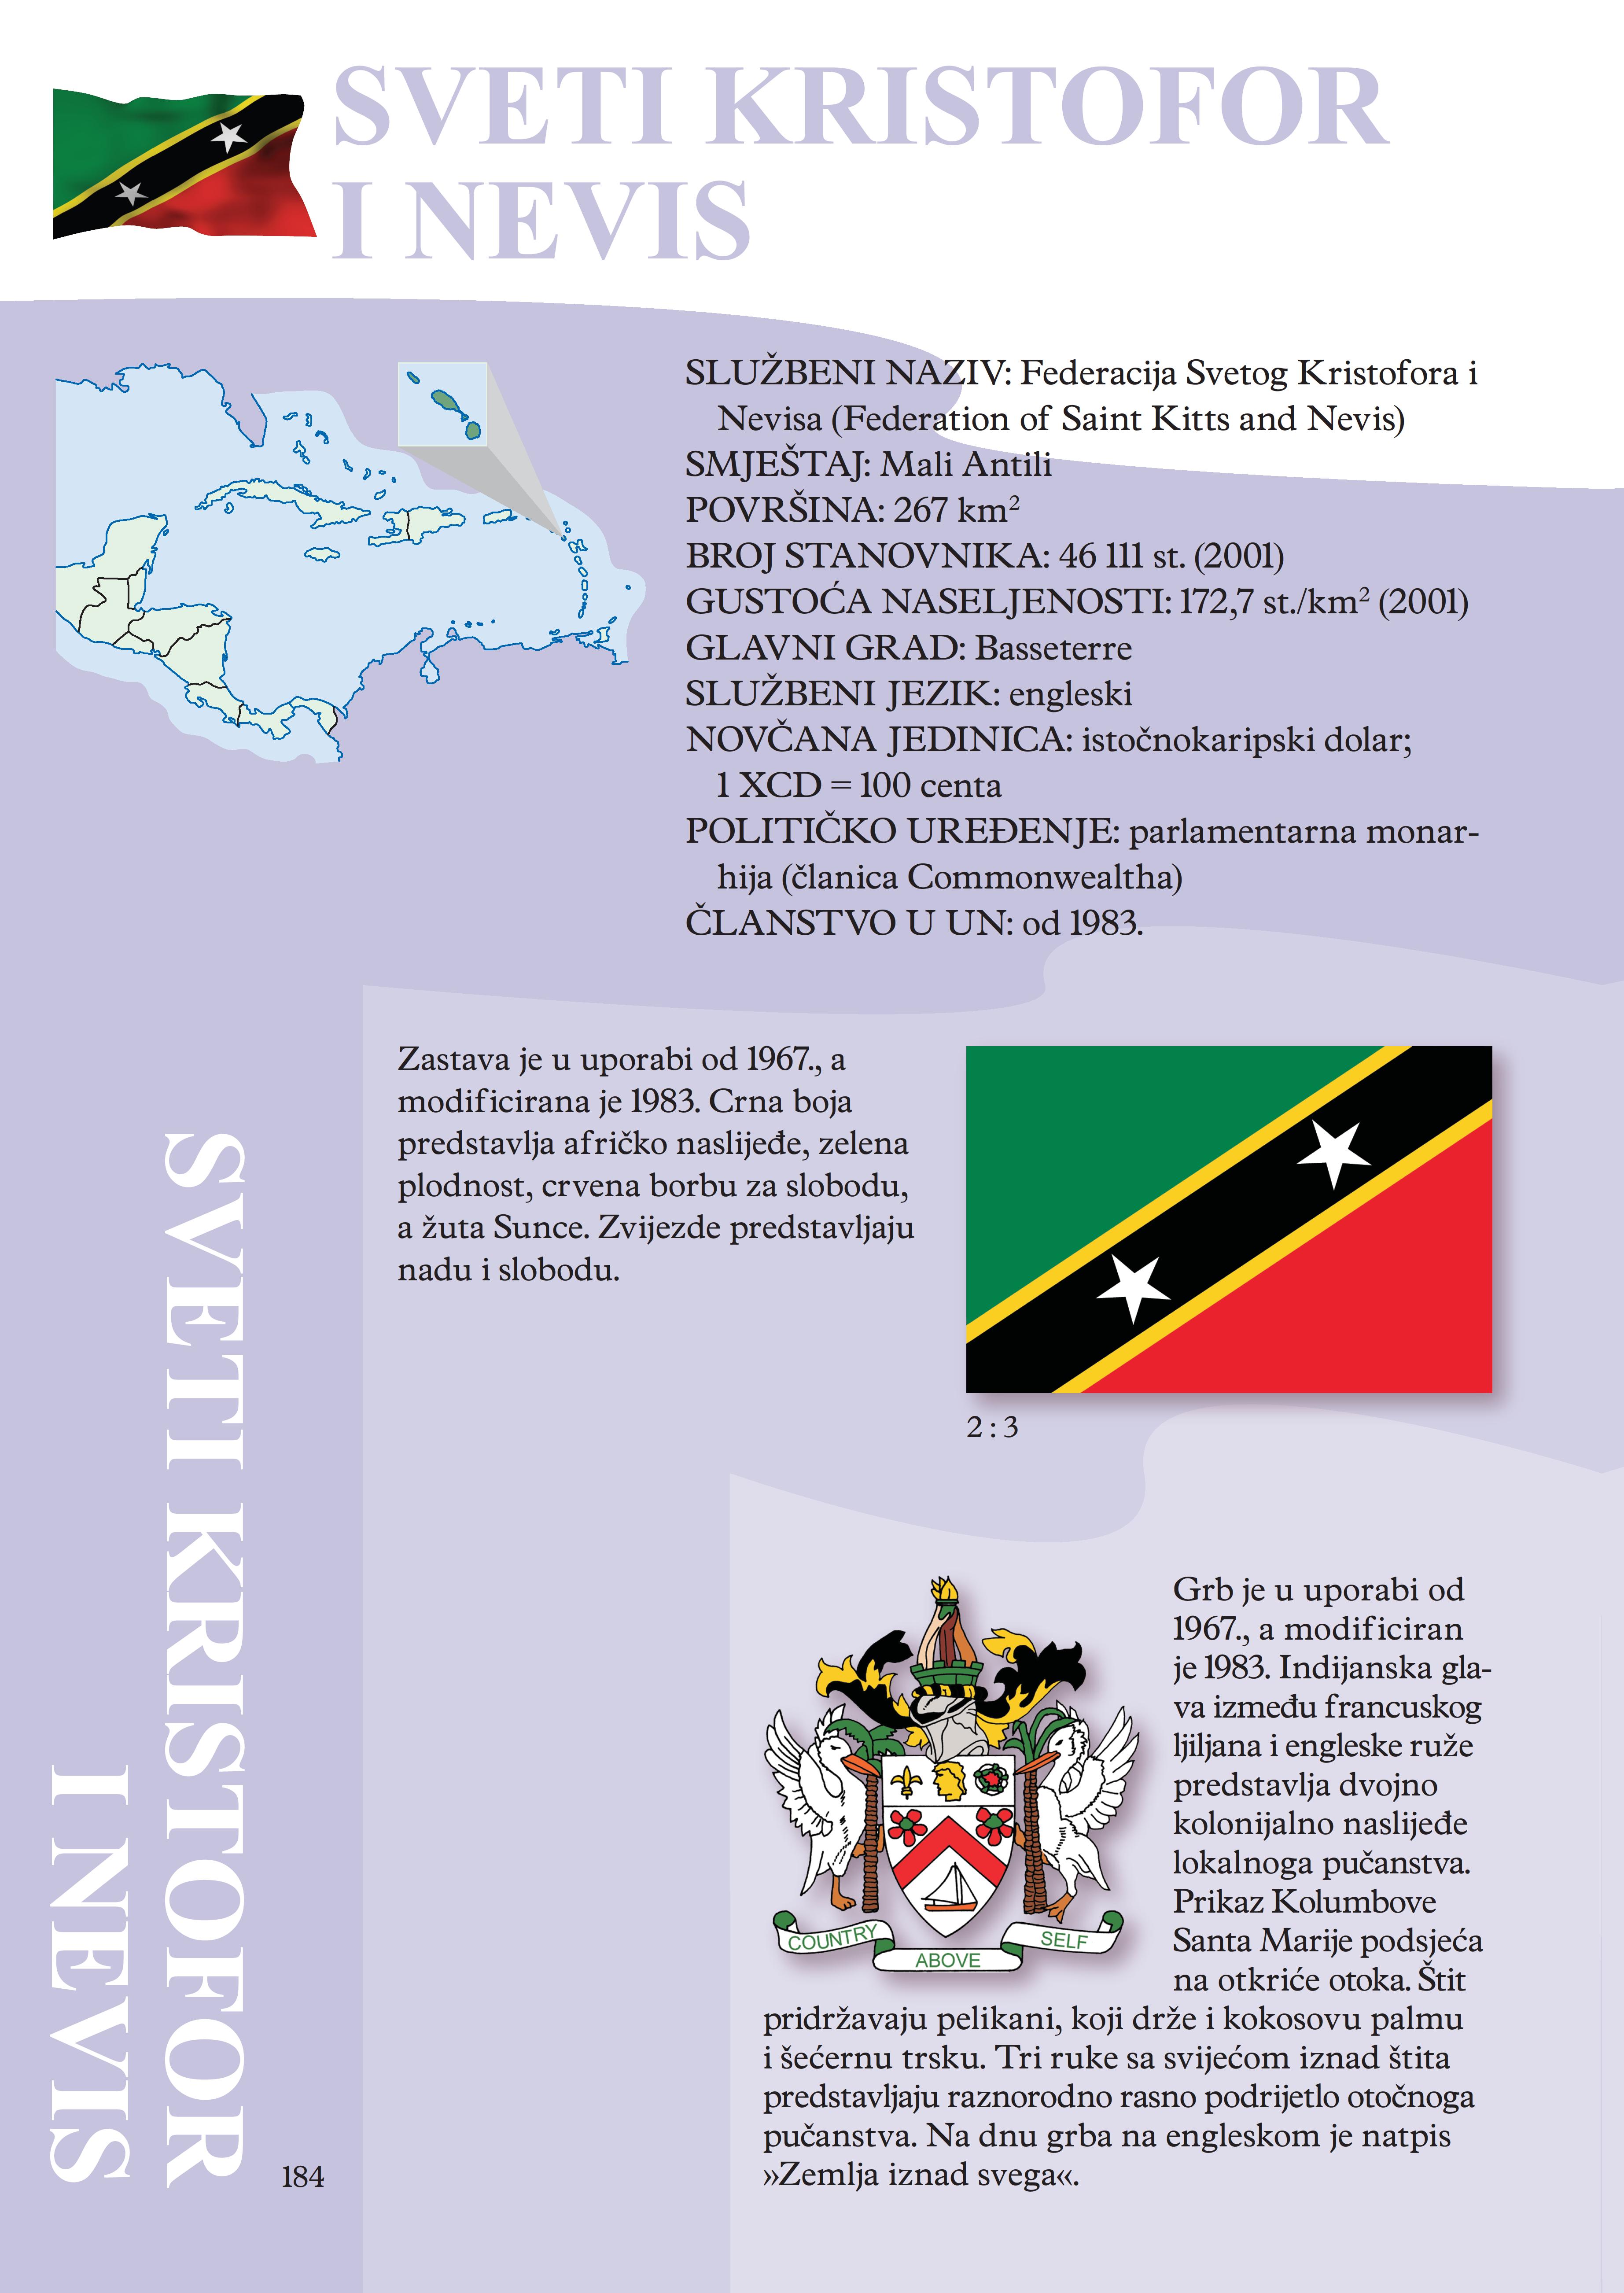 SVETI KRISTOFOR
I NEVIS
SLUŽBENI NAZIV: Federacija Svetog Kristofora i
Nevisa (Federation of Saint Kitts and Nevis)
SMJEŠTAJ: Mali Antili
POVRŠINA: 267 km²
BROJ STANOVNIKA: 46 111 st. (2001)
GUSTOĆA NASELJENOSTI: 172,7 st./km² (2001)
GLAVNI GRAD: Basseterre
SLUŽBENI JEZIK: engleski
NOVČANA JEDINICA: istočnokaripski dolar;
1 XCD = 100 centa
POLITIČKO UREĐENJE: parlamentarna monar-
hija (članica Commonwealtha)
ČLANSTVO U UN: od 1983.
Zastava je u uporabi od 1967., a
modificirana je 1983. Crna boja
predstavlja afričko naslijeđe, zelena
plodnost, crvena borbu za slobodu,
a žuta Sunce. Zvijezde predstavljaju
nadu i slobodu.
2 : 3
Grb je u uporabi od
1967., a modificiran
je 1983. Indijanska gla-
va između francuskog
ljiljana i engleske ruže
predstavlja dvojno
kolonijalno naslijeđe
lokalnoga pučanstva.
Prikaz Kolumbove
Santa Marije podsjeća
na otkriće otoka. Štit
pridržavaju pelikani, koji drže i kokosovu palmu
i šećernu trsku. Tri ruke sa svijećom iznad štita
predstavljaju raznorodno rasno podrijetlo otočnoga
pučanstva. Na dnu grba na engleskom je natpis
»Zemlja iznad svega«.
COUNTRY
ABOVE
SELF
SVETI KRISTOFOR
I NEVIS
184